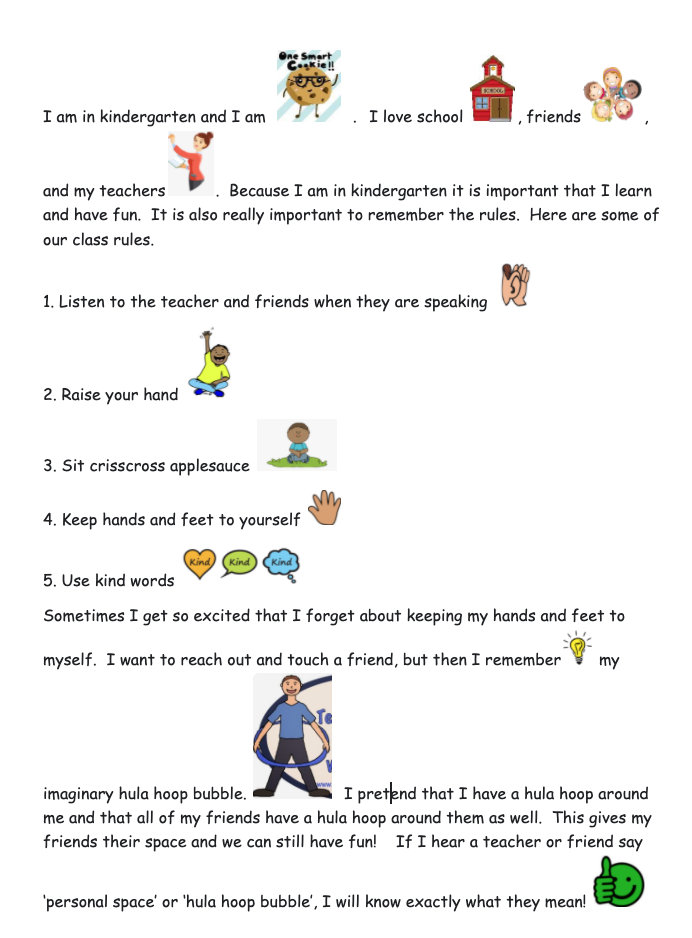 One Smart
Cookie!!
I am in kindergarten and I am . I love school SCHOOL , friends ,
and my teachers . Because I am in kindergarten it is important that I learn
and have fun. It is also really important to remember the rules. Here are some of
our class rules.
1. Listen to the teacher and friends when they are speaking
2. Raise your hand
3. Sit crisscross applesauce
4. Keep hands and feet to yourself
5. Use kind words Kind Kind Kind
Sometimes I get so excited that I forget about keeping my hands and feet to
myself. I want to reach out and touch a friend, but then I remember my
imaginary hula hoop bubble. I pretend that I have a hula hoop around
me and that all of my friends have a hula hoop around them as well. This gives my
friends their space and we can still have fun! If I hear a teacher or friend say
‘personal space’ or ‘hula hoop bubble’, I will know exactly what they mean!